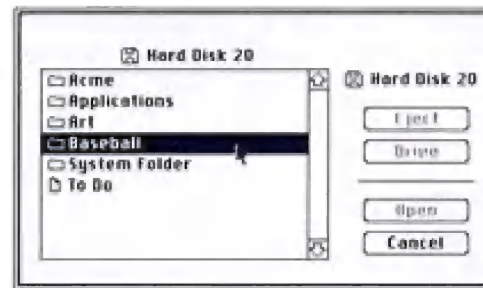 Hard Disk 20
Acme
Applications
Art
Baseball
System Folder
To Do
Hard Disk 20
Eject
Drive
Open
Cancel